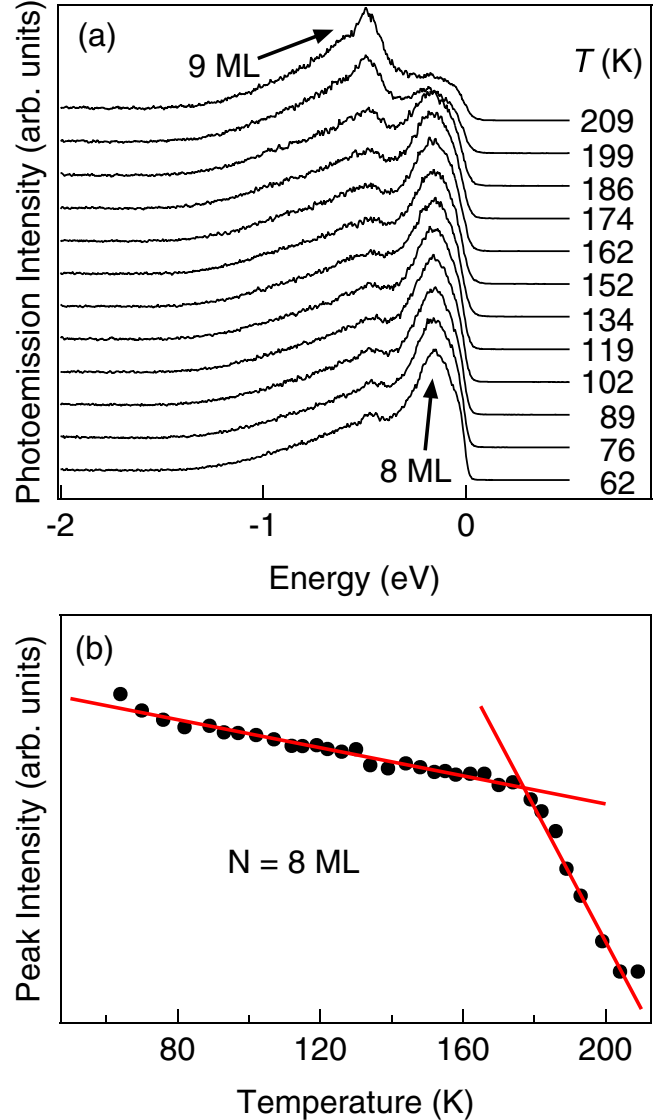 (a)
9 ML
T (K)
209
199
186
174
162
152
134
119
102
89
76
62
8 ML
Photoemission Intensity (arb. units)
-2 -1 0
Energy (eV)
(b)
N = 8 ML
Peak Intensity (arb. units)
80 120 160 200
Temperature (K)